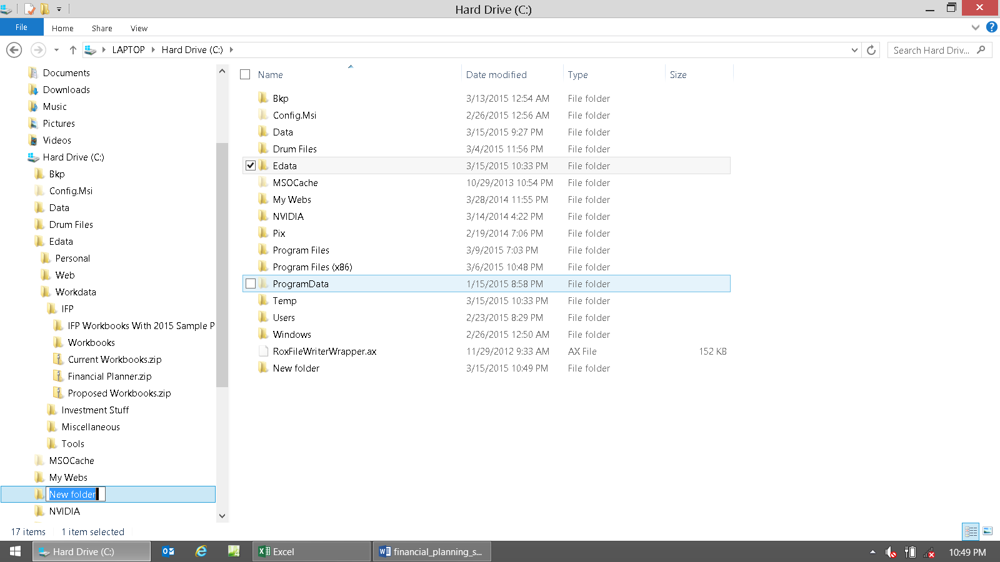 Hard Drive (C:)
File Home Share View
LAPTOP Hard Drive (C:) Search Hard Driv...
Documents
Downloads
Music
Pictures
Videos
Hard Drive (C:)
Bkp
Config.Msi
Data
Drum Files
Edata
Personal
Web
Workdata
IFP
IFP Workbooks With 2015 Sample P
Workbooks
Current Workbooks.zip
Financial Planner.zip
Proposed Workbooks.zip
Investment Stuff
Miscellaneous
Tools
MSOCache
My Webs
New folder
NVIDIA
Name Date modified Type Size
Bkp 3/13/2015 12:54 AM File folder
Config.Msi 2/26/2015 12:56 AM File folder
Data 3/15/2015 9:27 PM File folder
Drum Files 3/4/2015 11:56 PM File folder
Edata 3/15/2015 10:33 PM File folder
MSOCache 10/29/2013 10:54 PM File folder
My Webs 3/28/2014 11:55 PM File folder
NVIDIA 3/14/2014 4:22 PM File folder
Pix 2/19/2014 7:06 PM File folder
Program Files 3/9/2015 7:03 PM File folder
Program Files (x86) 3/6/2015 10:48 PM File folder
ProgramData 1/15/2015 8:58 PM File folder
Temp 3/15/2015 10:33 PM File folder
Users 2/23/2015 8:29 PM File folder
Windows 2/26/2015 12:50 AM File folder
RoxFileWriterWrapper.ax 11/29/2012 9:33 AM AX File 152 KB
New folder 3/15/2015 10:49 PM File folder
17 items 1 item selected
Hard Drive (C:) Excel financial_planning_s... 10:49 PM